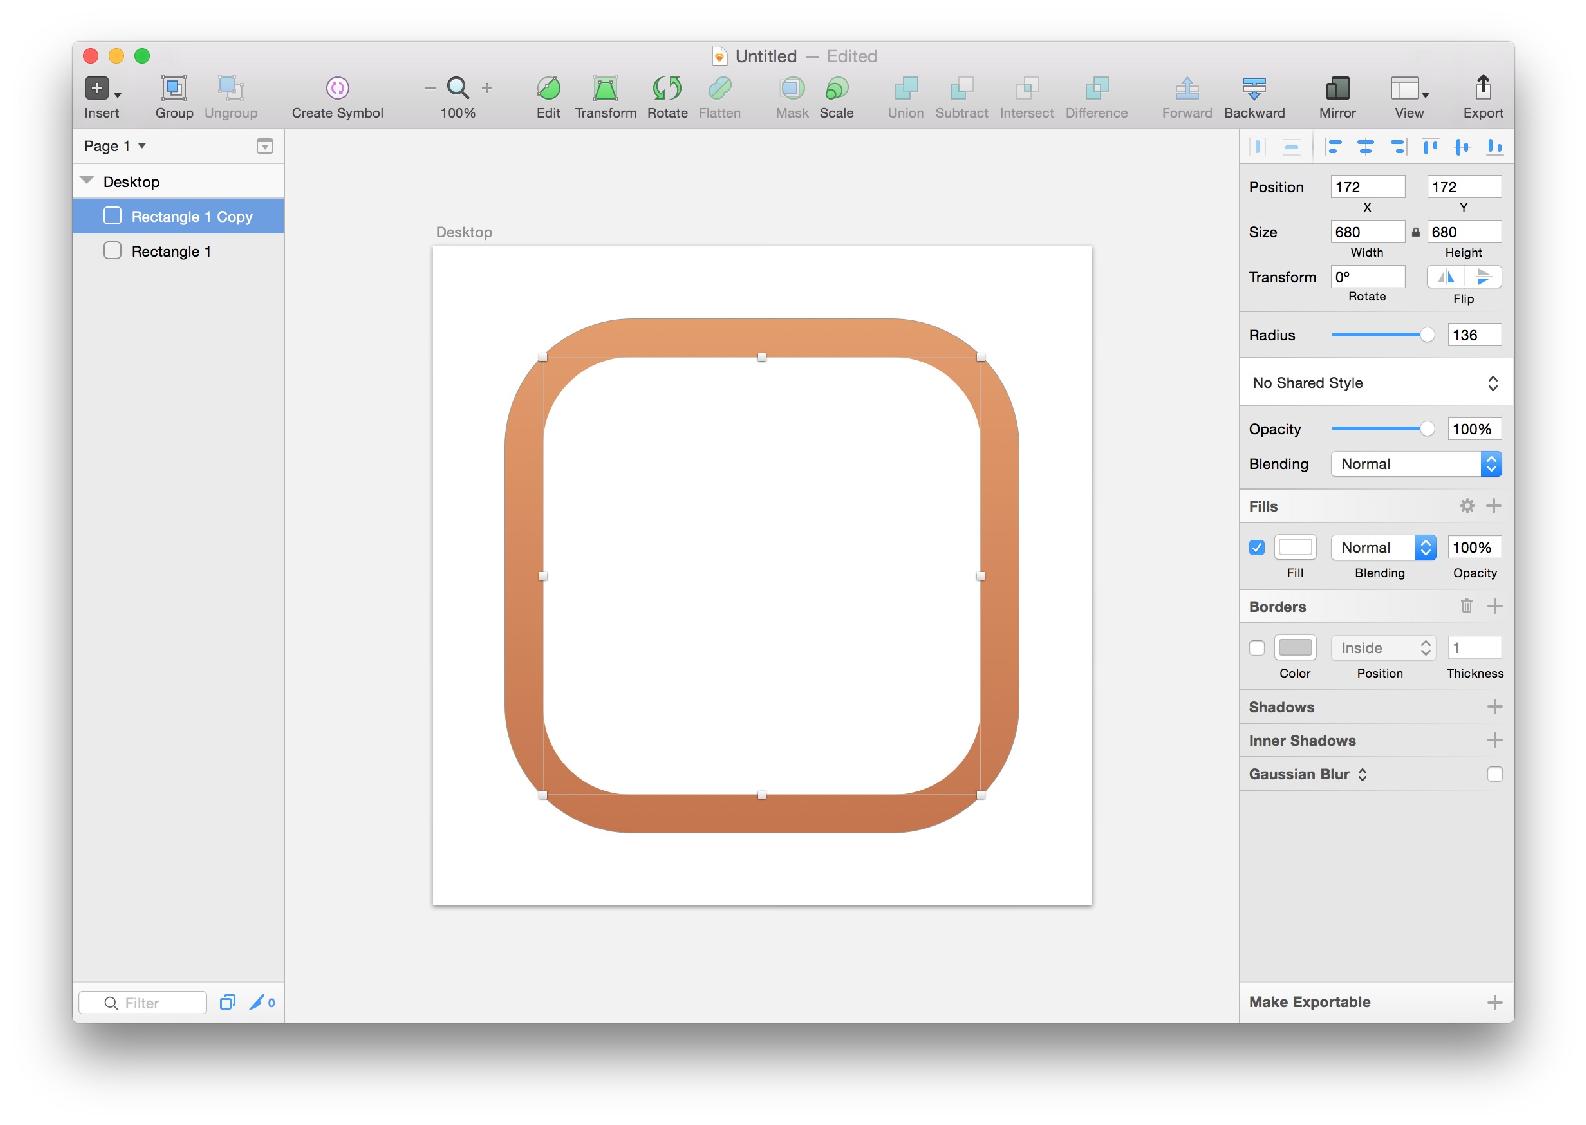 Untitled — Edited
Insert Group Ungroup Create Symbol 100% Edit Transform Rotate Flatten Mask Scale Union Subtract Intersect Difference Forward Backward Mirror View Export
Page 1
Desktop
Rectangle 1 Copy
Rectangle 1
Filter
0
Desktop
Position 172 172
X Y
Size 680 680
Width Height
Transform 0º
Rotate Flip
Radius 136
No Shared Style
Opacity 100%
Blending Normal
Fills
Normal 100%
Fill Blending Opacity
Borders
Inside 1
Color Position Thickness
Shadows
Inner Shadows
Gaussian Blur
Make Exportable